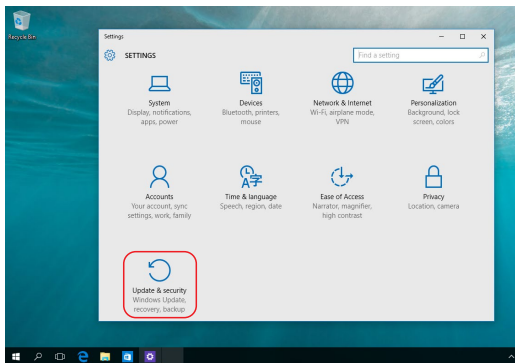 Recycle Bin
Settings
SETTINGS
Find a setting
System
Display, notifications,
apps, power
Devices
Bluetooth, printers,
mouse
Network & Internet
Wi-Fi, airplane mode,
VPN
Personalization
Background, lock
screen, colors
Accounts
Your account, sync
settings, work, family
Time & language
Speech, region, date
Ease of Access
Narrator, magnifier,
high contrast
Privacy
Location, camera
Update & security
Windows Update,
recovery, backup